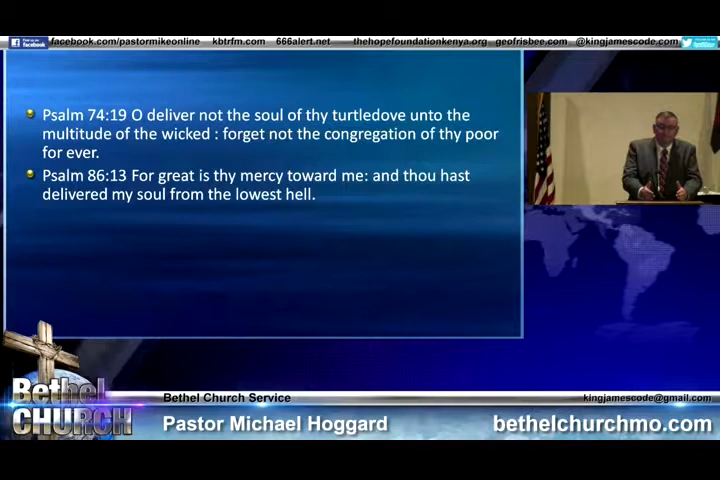 facebook.com/pastormikeonline kbtrfm.com 666alert.net thehopefoundationkenya.org geofrisbee.com @kingjamescode.com
Psalm 74:19 O deliver not the soul of thy turtledove unto the
multitude of the wicked : forget not the congregation of thy poor
for ever.
Psalm 86:13 For great is thy mercy toward me: and thou hast
delivered my soul from the lowest hell.
Bethel
CHURCH
Bethel Church Service
kingjamescode@gmail.com
Pastor Michael Hoggard
bethelchurchmo.com